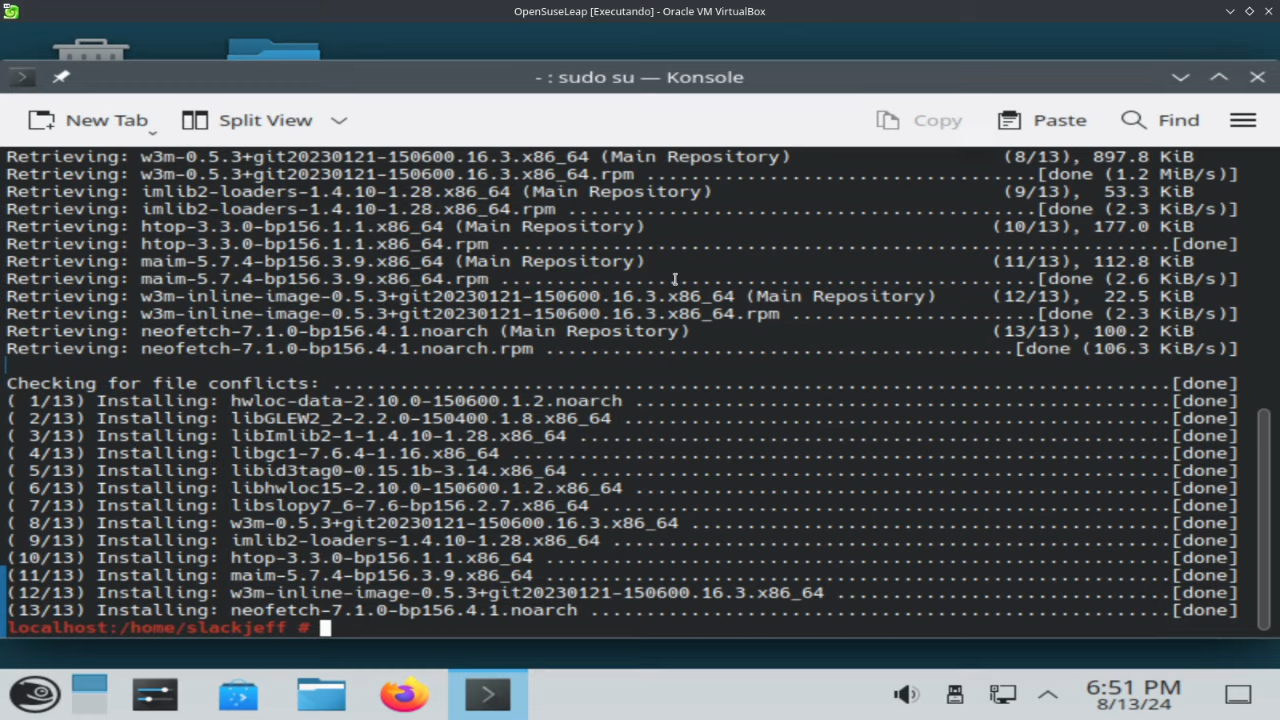 OpenSuseLeap [Executando] - Oracle VM VirtualBox
- : sudo su — Konsole
New Tab Split View Copy Paste Find
Retrieving: w3m-0.5.3+git20230121-150600.16.3.x86_64 (Main Repository) (8/13), 897.8 KiB
Retrieving: w3m-0.5.3+git20230121-150600.16.3.x86_64.rpm ...................................[done (1.2 MiB/s)]
Retrieving: imlib2-loaders-1.4.10-1.28.x86_64 (Main Repository) (9/13), 53.3 KiB
Retrieving: imlib2-loaders-1.4.10-1.28.x86_64.rpm ..........................................[done (2.3 KiB/s)]
Retrieving: htop-3.3.0-bp156.1.1.x86_64 (Main Repository) (10/13), 177.0 KiB
Retrieving: htop-3.3.0-bp156.1.1.x86_64.rpm ............................................................[done]
Retrieving: maim-5.7.4-bp156.3.9.x86_64 (Main Repository) (11/13), 112.8 KiB
Retrieving: maim-5.7.4-bp156.3.9.x86_64.rpm ................................................[done (2.6 KiB/s)]
Retrieving: w3m-inline-image-0.5.3+git20230121-150600.16.3.x86_64 (Main Repository) (12/13), 22.5 KiB
Retrieving: w3m-inline-image-0.5.3+git20230121-150600.16.3.x86_64.rpm ......................[done (2.3 KiB/s)]
Retrieving: neofetch-7.1.0-bp156.4.1.noarch (Main Repository) (13/13), 100.2 KiB
Retrieving: neofetch-7.1.0-bp156.4.1.noarch.rpm ..........................................[done (106.3 KiB/s)]
Checking for file conflicts: ...........................................................................[done]
( 1/13) Installing: hwloc-data-2.10.0-150600.1.2.noarch ................................................[done]
( 2/13) Installing: libGLEW2_2-2.2.0-150400.1.8.x86_64 .................................................[done]
( 3/13) Installing: libImlib2-1-1.4.10-1.28.x86_64 .....................................................[done]
( 4/13) Installing: libgc1-7.6.4-1.16.x86_64 ...........................................................[done]
( 5/13) Installing: libid3tag0-0.15.1b-3.14.x86_64 .....................................................[done]
( 6/13) Installing: libhwloc15-2.10.0-150600.1.2.x86_64 ................................................[done]
( 7/13) Installing: libslopy7_6-7.6-bp156.2.7.x86_64 ...................................................[done]
( 8/13) Installing: w3m-0.5.3+git20230121-150600.16.3.x86_64 ...........................................[done]
( 9/13) Installing: imlib2-loaders-1.4.10-1.28.x86_64 ..................................................[done]
(10/13) Installing: htop-3.3.0-bp156.1.1.x86_64 ........................................................[done]
(11/13) Installing: maim-5.7.4-bp156.3.9.x86_64 ........................................................[done]
(12/13) Installing: w3m-inline-image-0.5.3+git20230121-150600.16.3.x86_64 ..............................[done]
(13/13) Installing: neofetch-7.1.0-bp156.4.1.noarch ....................................................[done]
localhost:/home/slackjeff #
6:51 PM
8/13/24